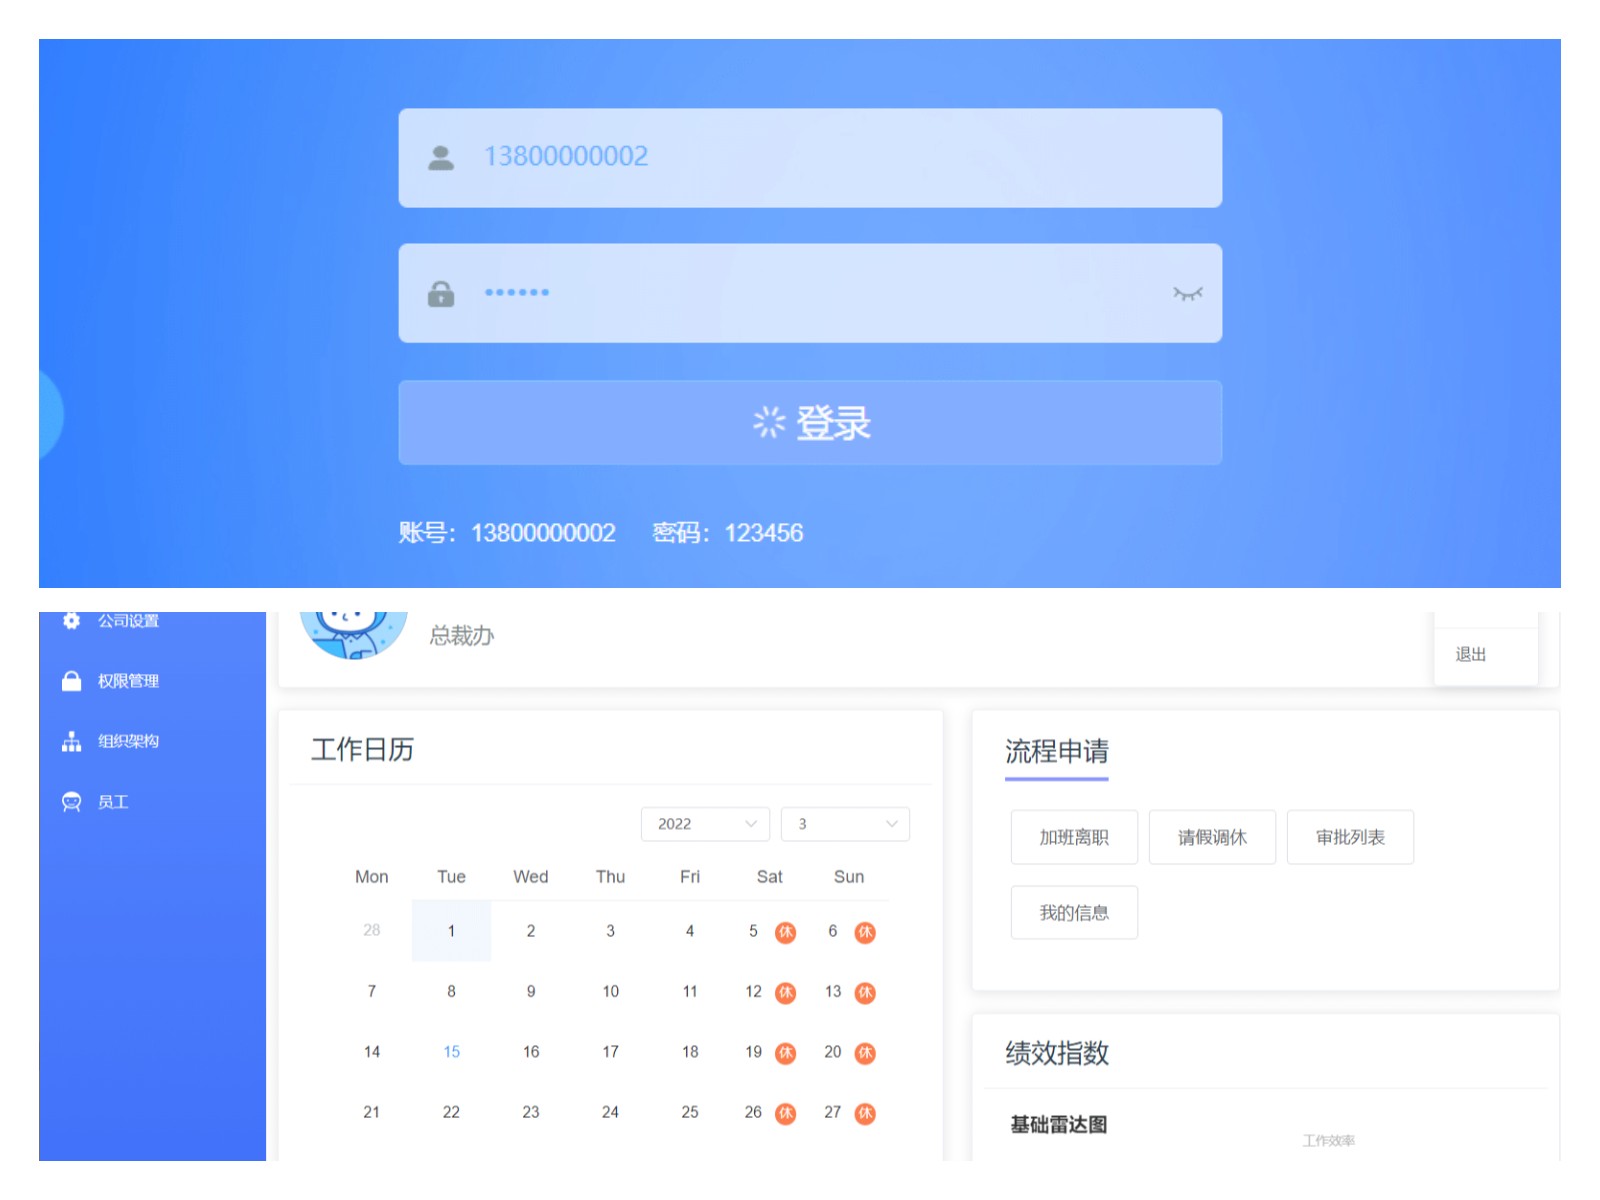 13800000002
••••••
登录
账号：13800000002 密码：123456
公司设置
权限管理
组织架构
员工
总裁办
退出
工作日历
2022 3
Mon Tue Wed Thu Fri Sat Sun
28 1 2 3 4 5 休 6 休
7 8 9 10 11 12 休 13 休
14 15 16 17 18 19 休 20 休
21 22 23 24 25 26 休 27 休
流程申请
加班离职 请假调休 审批列表
我的信息
绩效指数
基础雷达图
工作效率